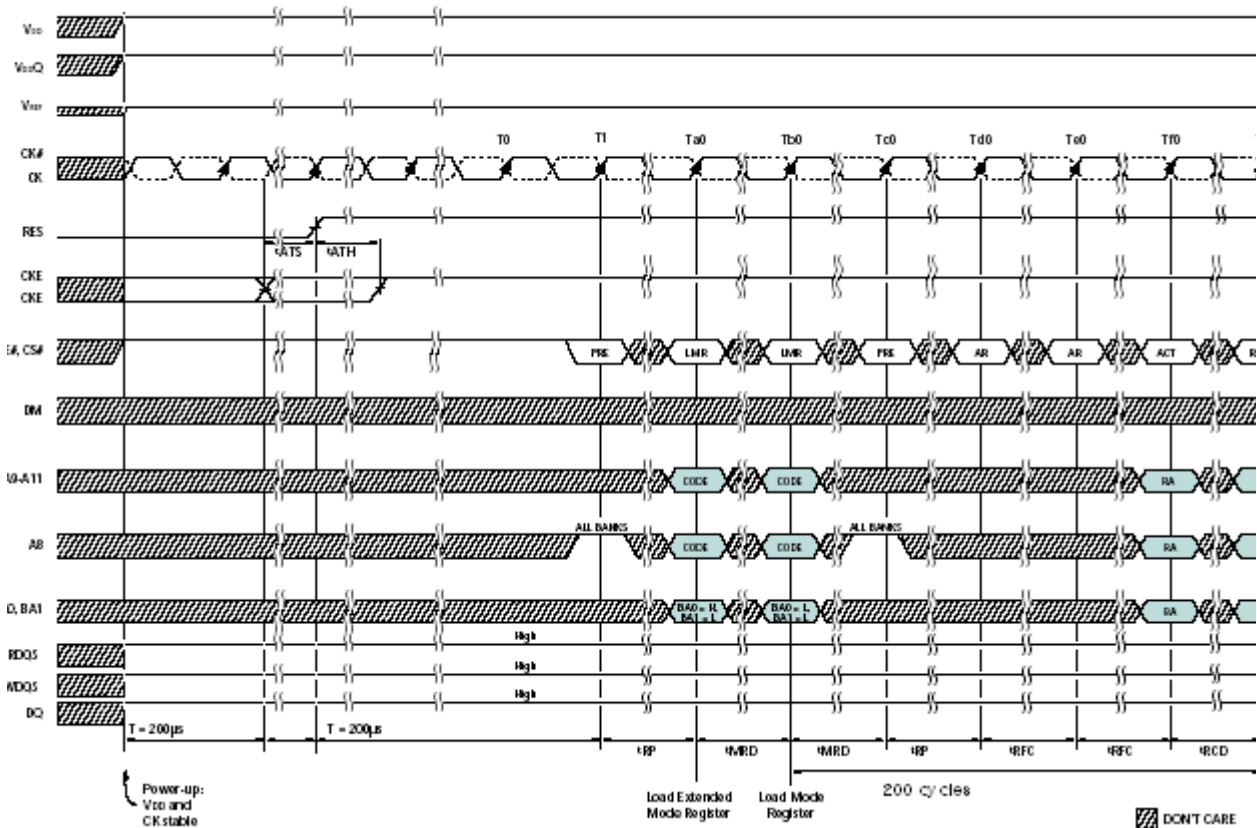 VDD
VDDQ
VREF
T0 T1 Ta0 Tb0 Tc0 Td0 Te0 Tf0
CK#
CK
RES
tATS tATH
CKE
CKE
CS#
PRE LMR LMR PRE AR AR ACT
DM
A11
CODE CODE RA
ALL BANKS ALL BANKS
A8
CODE CODE RA
BA1
BA0 = H, BA0 = L,
BA1 = L BA1 = L
BA
High
RDQS
High
WDQS
High
DQ
T = 200µs T = 200µs
tRP tMRD tMRD tRP tRFC tRFC tRCD
Power-up:
VDD and
CK stable
Load Extended
Mode Register
Load Mode
Register
200 cycles
DON'T CARE